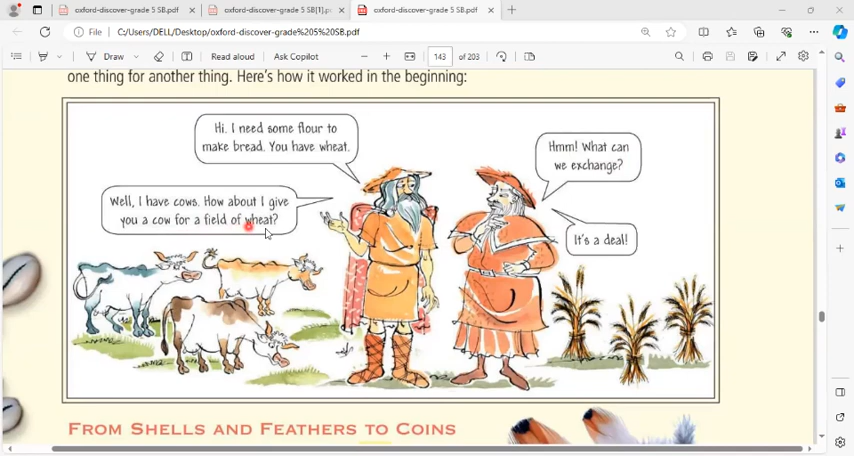 oxford-discover-grade 5 SB.pdf
oxford-discover-grade 5 SB[1].p
oxford-discover-grade 5 SB.pdf
File
C:/Users/DELL/Desktop/oxford-discover-grade%205%20SB.pdf
Draw
Read aloud
Ask Copilot
143
of 203
one thing for another thing. Here's how it worked in the beginning:
Hi. I need some flour to
make bread. You have wheat.
Hmm! What can
we exchange?
Well, I have cows. How about I give
you a cow for a field of wheat?
It's a deal!
FROM SHELLS AND FEATHERS TO COINS